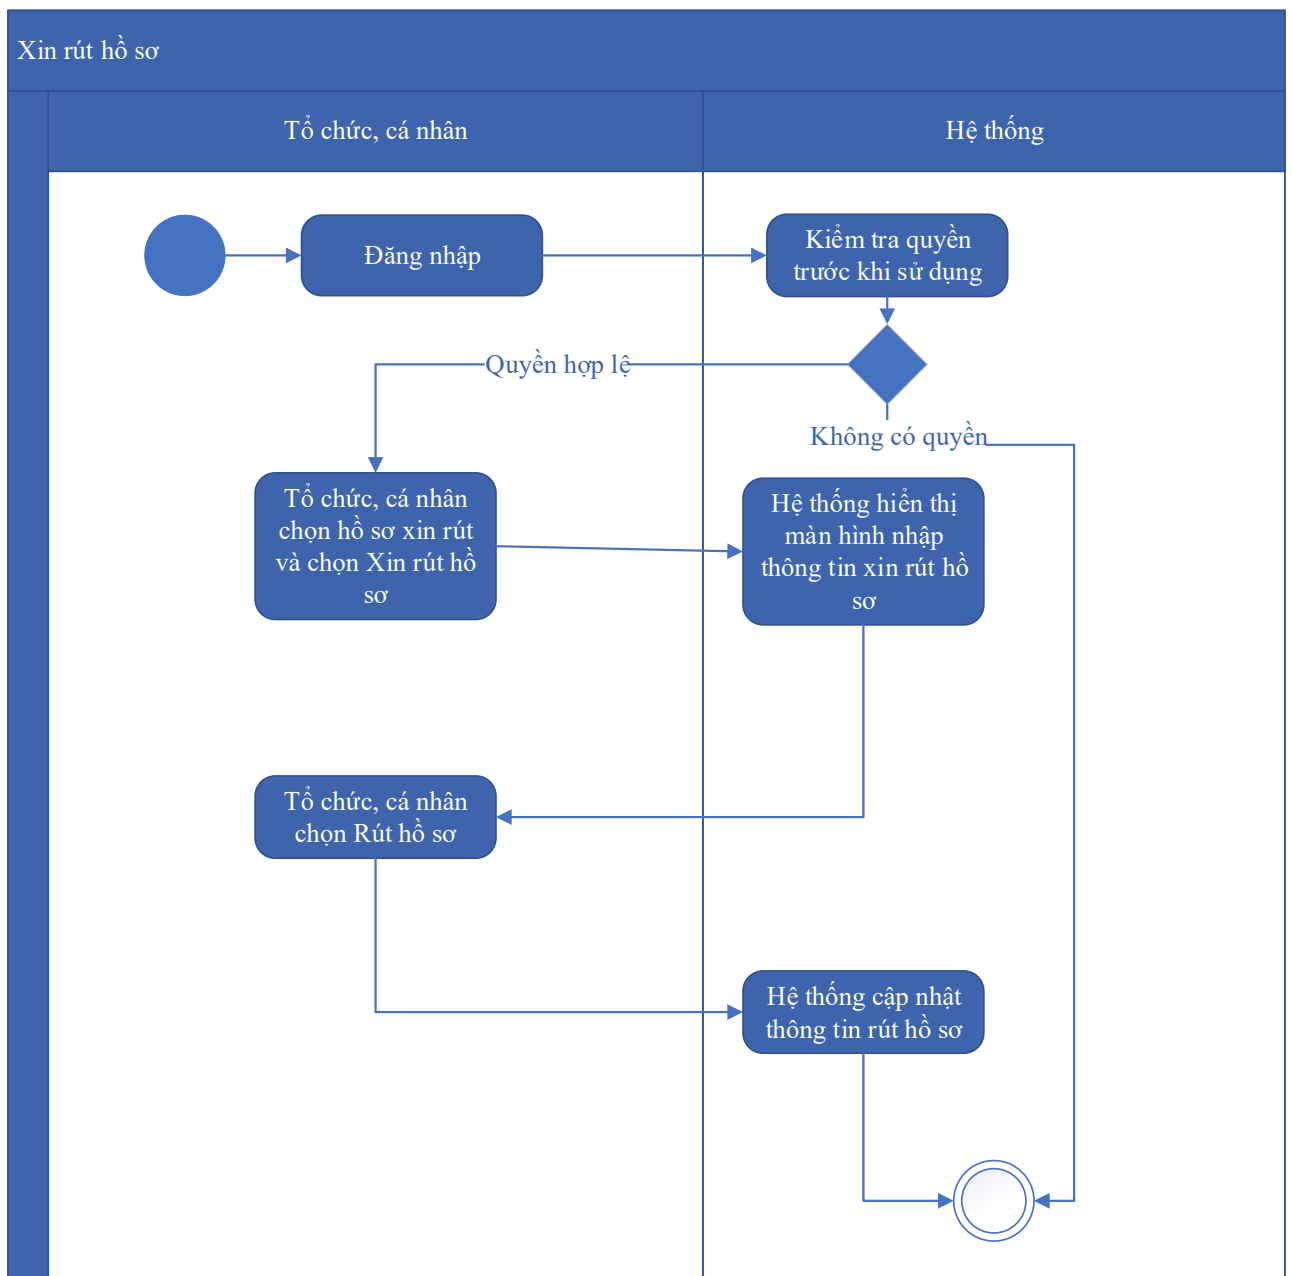 Xin rút hồ sơ
Tổ chức, cá nhân
Hệ thống
Đăng nhập
Kiểm tra quyền
trước khi sử dụng
Quyền hợp lệ
Không có quyền
Tổ chức, cá nhân
chọn hồ sơ xin rút
và chọn Xin rút hồ
sơ
Hệ thống hiển thị
màn hình nhập
thông tin xin rút hồ
sơ
Tổ chức, cá nhân
chọn Rút hồ sơ
Hệ thống cập nhật
thông tin rút hồ sơ